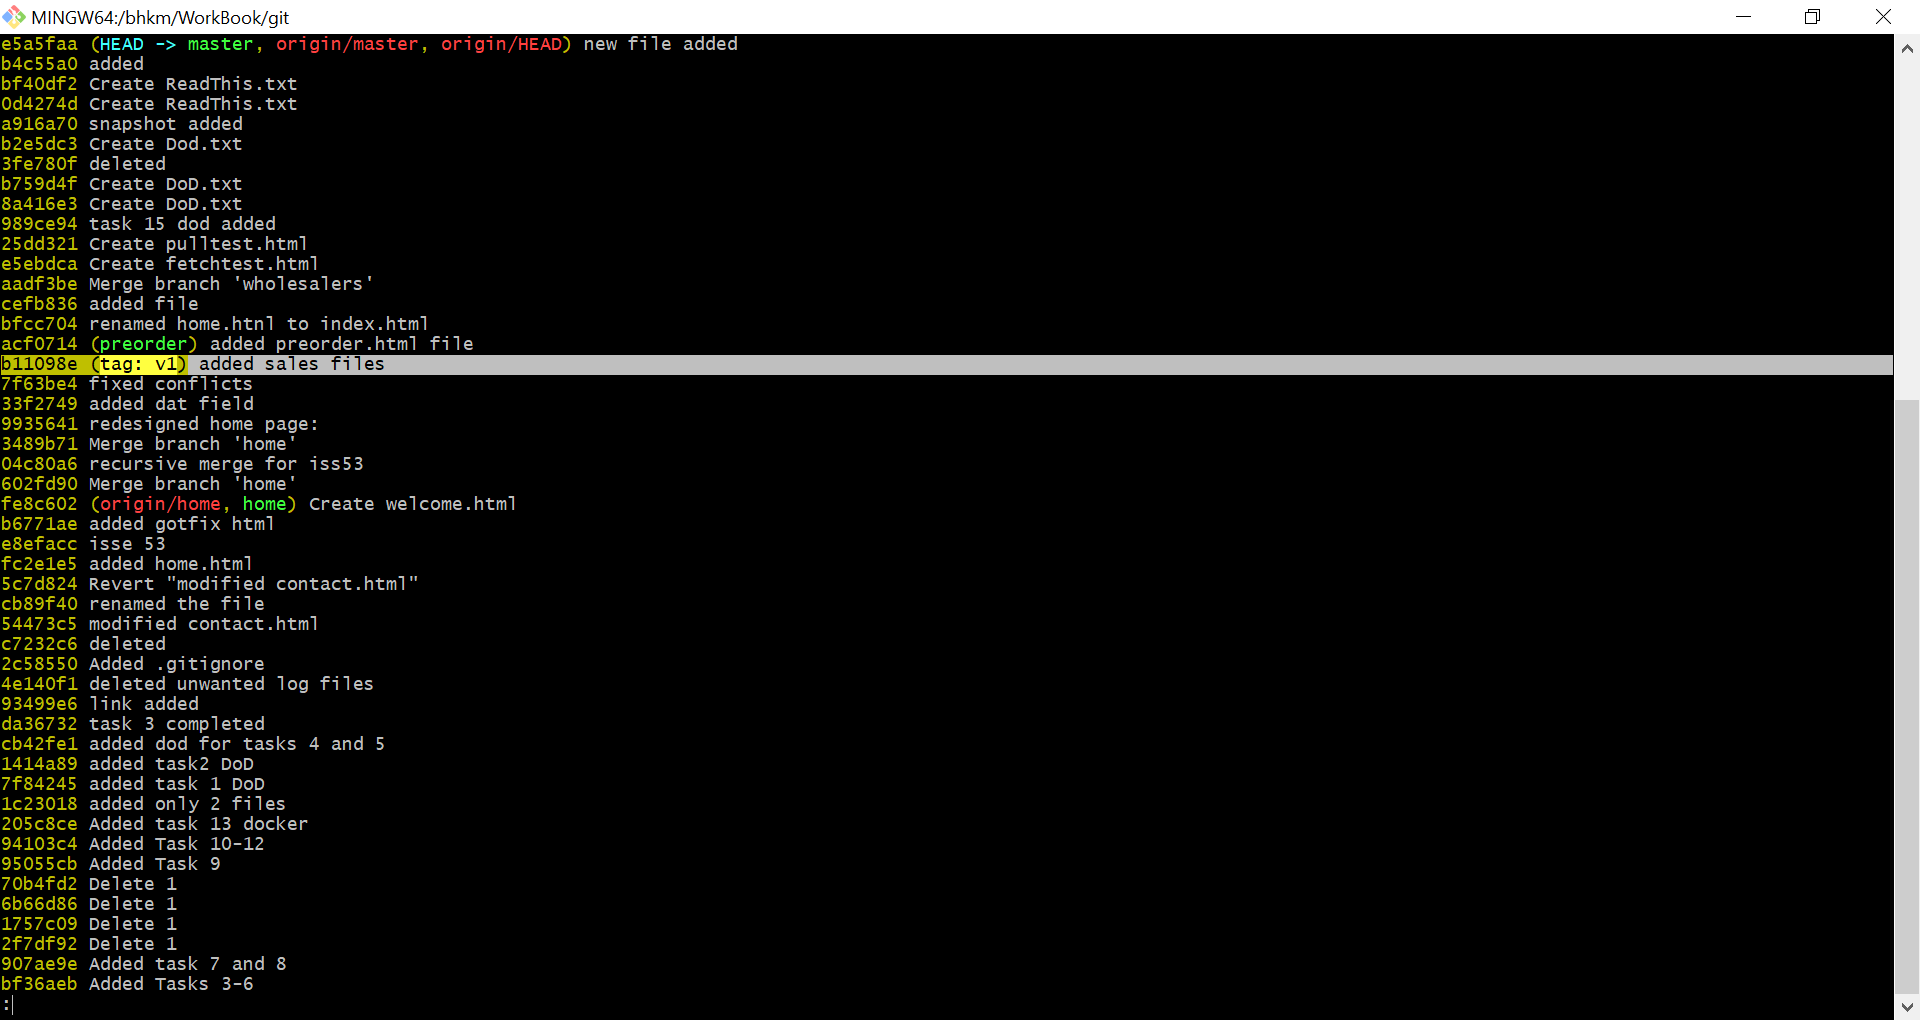 MINGW64:/bhkm/WorkBook/git
e5a5faa (HEAD -> master, origin/master, origin/HEAD) new file added
b4c55a0 added
bf40df2 Create ReadThis.txt
0d4274d Create ReadThis.txt
a916a70 snapshot added
b2e5dc3 Create Dod.txt
3fe780f deleted
b759d4f Create DoD.txt
8a416e3 Create DoD.txt
989ce94 task 15 dod added
25dd321 Create pulltest.html
e5ebdca Create fetchtest.html
aadf3be Merge branch 'wholesalers'
cefb836 added file
bfcc704 renamed home.htnl to index.html
acf0714 (preorder) added preorder.html file
b11098e (tag: v1) added sales files
7f63be4 fixed conflicts
33f2749 added dat field
9935641 redesigned home page:
3489b71 Merge branch 'home'
04c80a6 recursive merge for iss53
602fd90 Merge branch 'home'
fe8c602 (origin/home, home) Create welcome.html
b6771ae added gotfix html
e8efacc isse 53
fc2e1e5 added home.html
5c7d824 Revert "modified contact.html"
cb89f40 renamed the file
54473c5 modified contact.html
c7232c6 deleted
2c58550 Added .gitignore
4e140f1 deleted unwanted log files
93499e6 link added
da36732 task 3 completed
cb42fe1 added dod for tasks 4 and 5
1414a89 added task2 DoD
7f84245 added task 1 DoD
1c23018 added only 2 files
205c8ce Added task 13 docker
94103c4 Added Task 10-12
95055cb Added Task 9
70b4fd2 Delete 1
6b66d86 Delete 1
1757c09 Delete 1
2f7df92 Delete 1
907ae9e Added task 7 and 8
bf36aeb Added Tasks 3-6
: